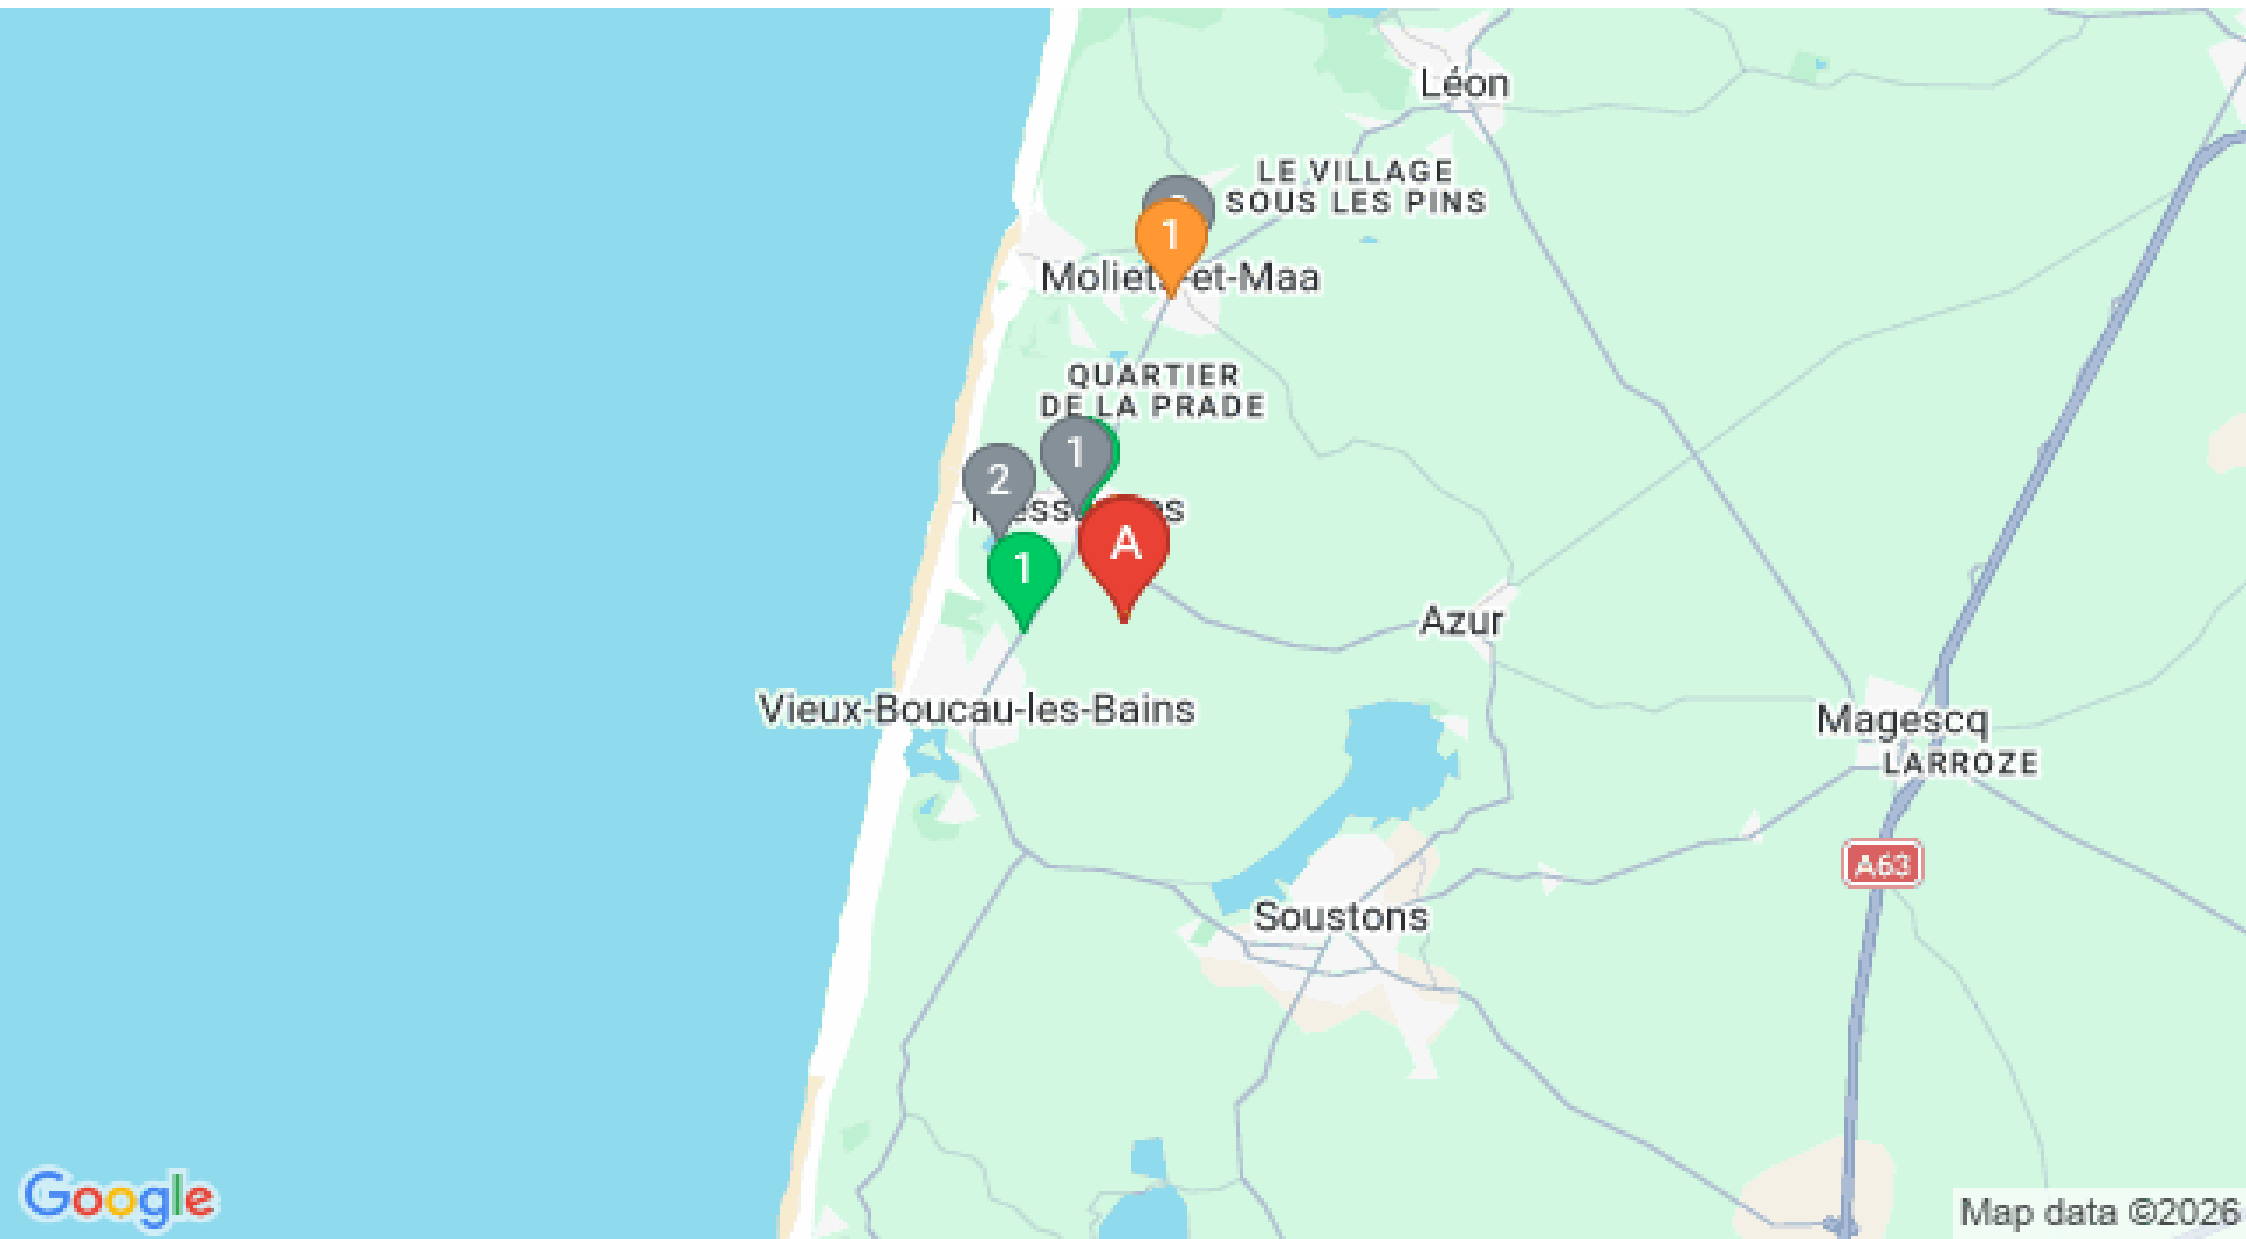 Léon
LE VILLAGE
SOUS LES PINS
1
Moliets-et-Maa
QUARTIER
DE LA PRADE
1
2
A
1
Azur
Vieux-Boucau-les-Bains
Magescq
LARROZE
A63
Soustons
Google
Map data ©2026